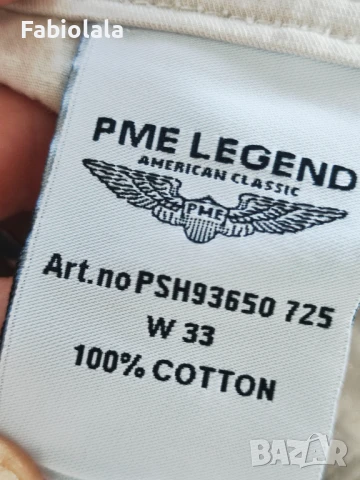 Fabiolala
PME LEGEND
AMERICAN CLASSIC
PME
Art.no PSH93650 725
W 33
100% COTTON
BAZAR